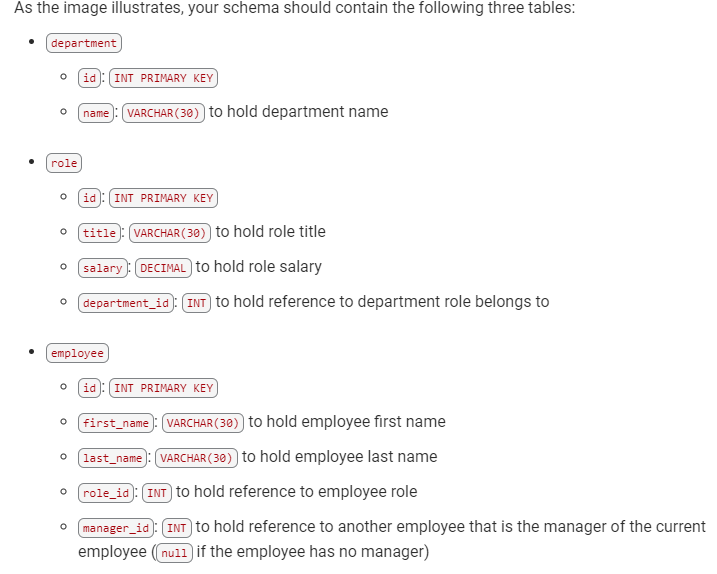 As the image illustrates, your schema should contain the following three tables:
department
id: INT PRIMARY KEY
name: VARCHAR(30) to hold department name
role
id: INT PRIMARY KEY
title: VARCHAR(30) to hold role title
salary: DECIMAL to hold role salary
department_id: INT to hold reference to department role belongs to
employee
id: INT PRIMARY KEY
first_name: VARCHAR(30) to hold employee first name
last_name: VARCHAR(30) to hold employee last name
role_id: INT to hold reference to employee role
manager_id: INT to hold reference to another employee that is the manager of the current
employee (null if the employee has no manager)